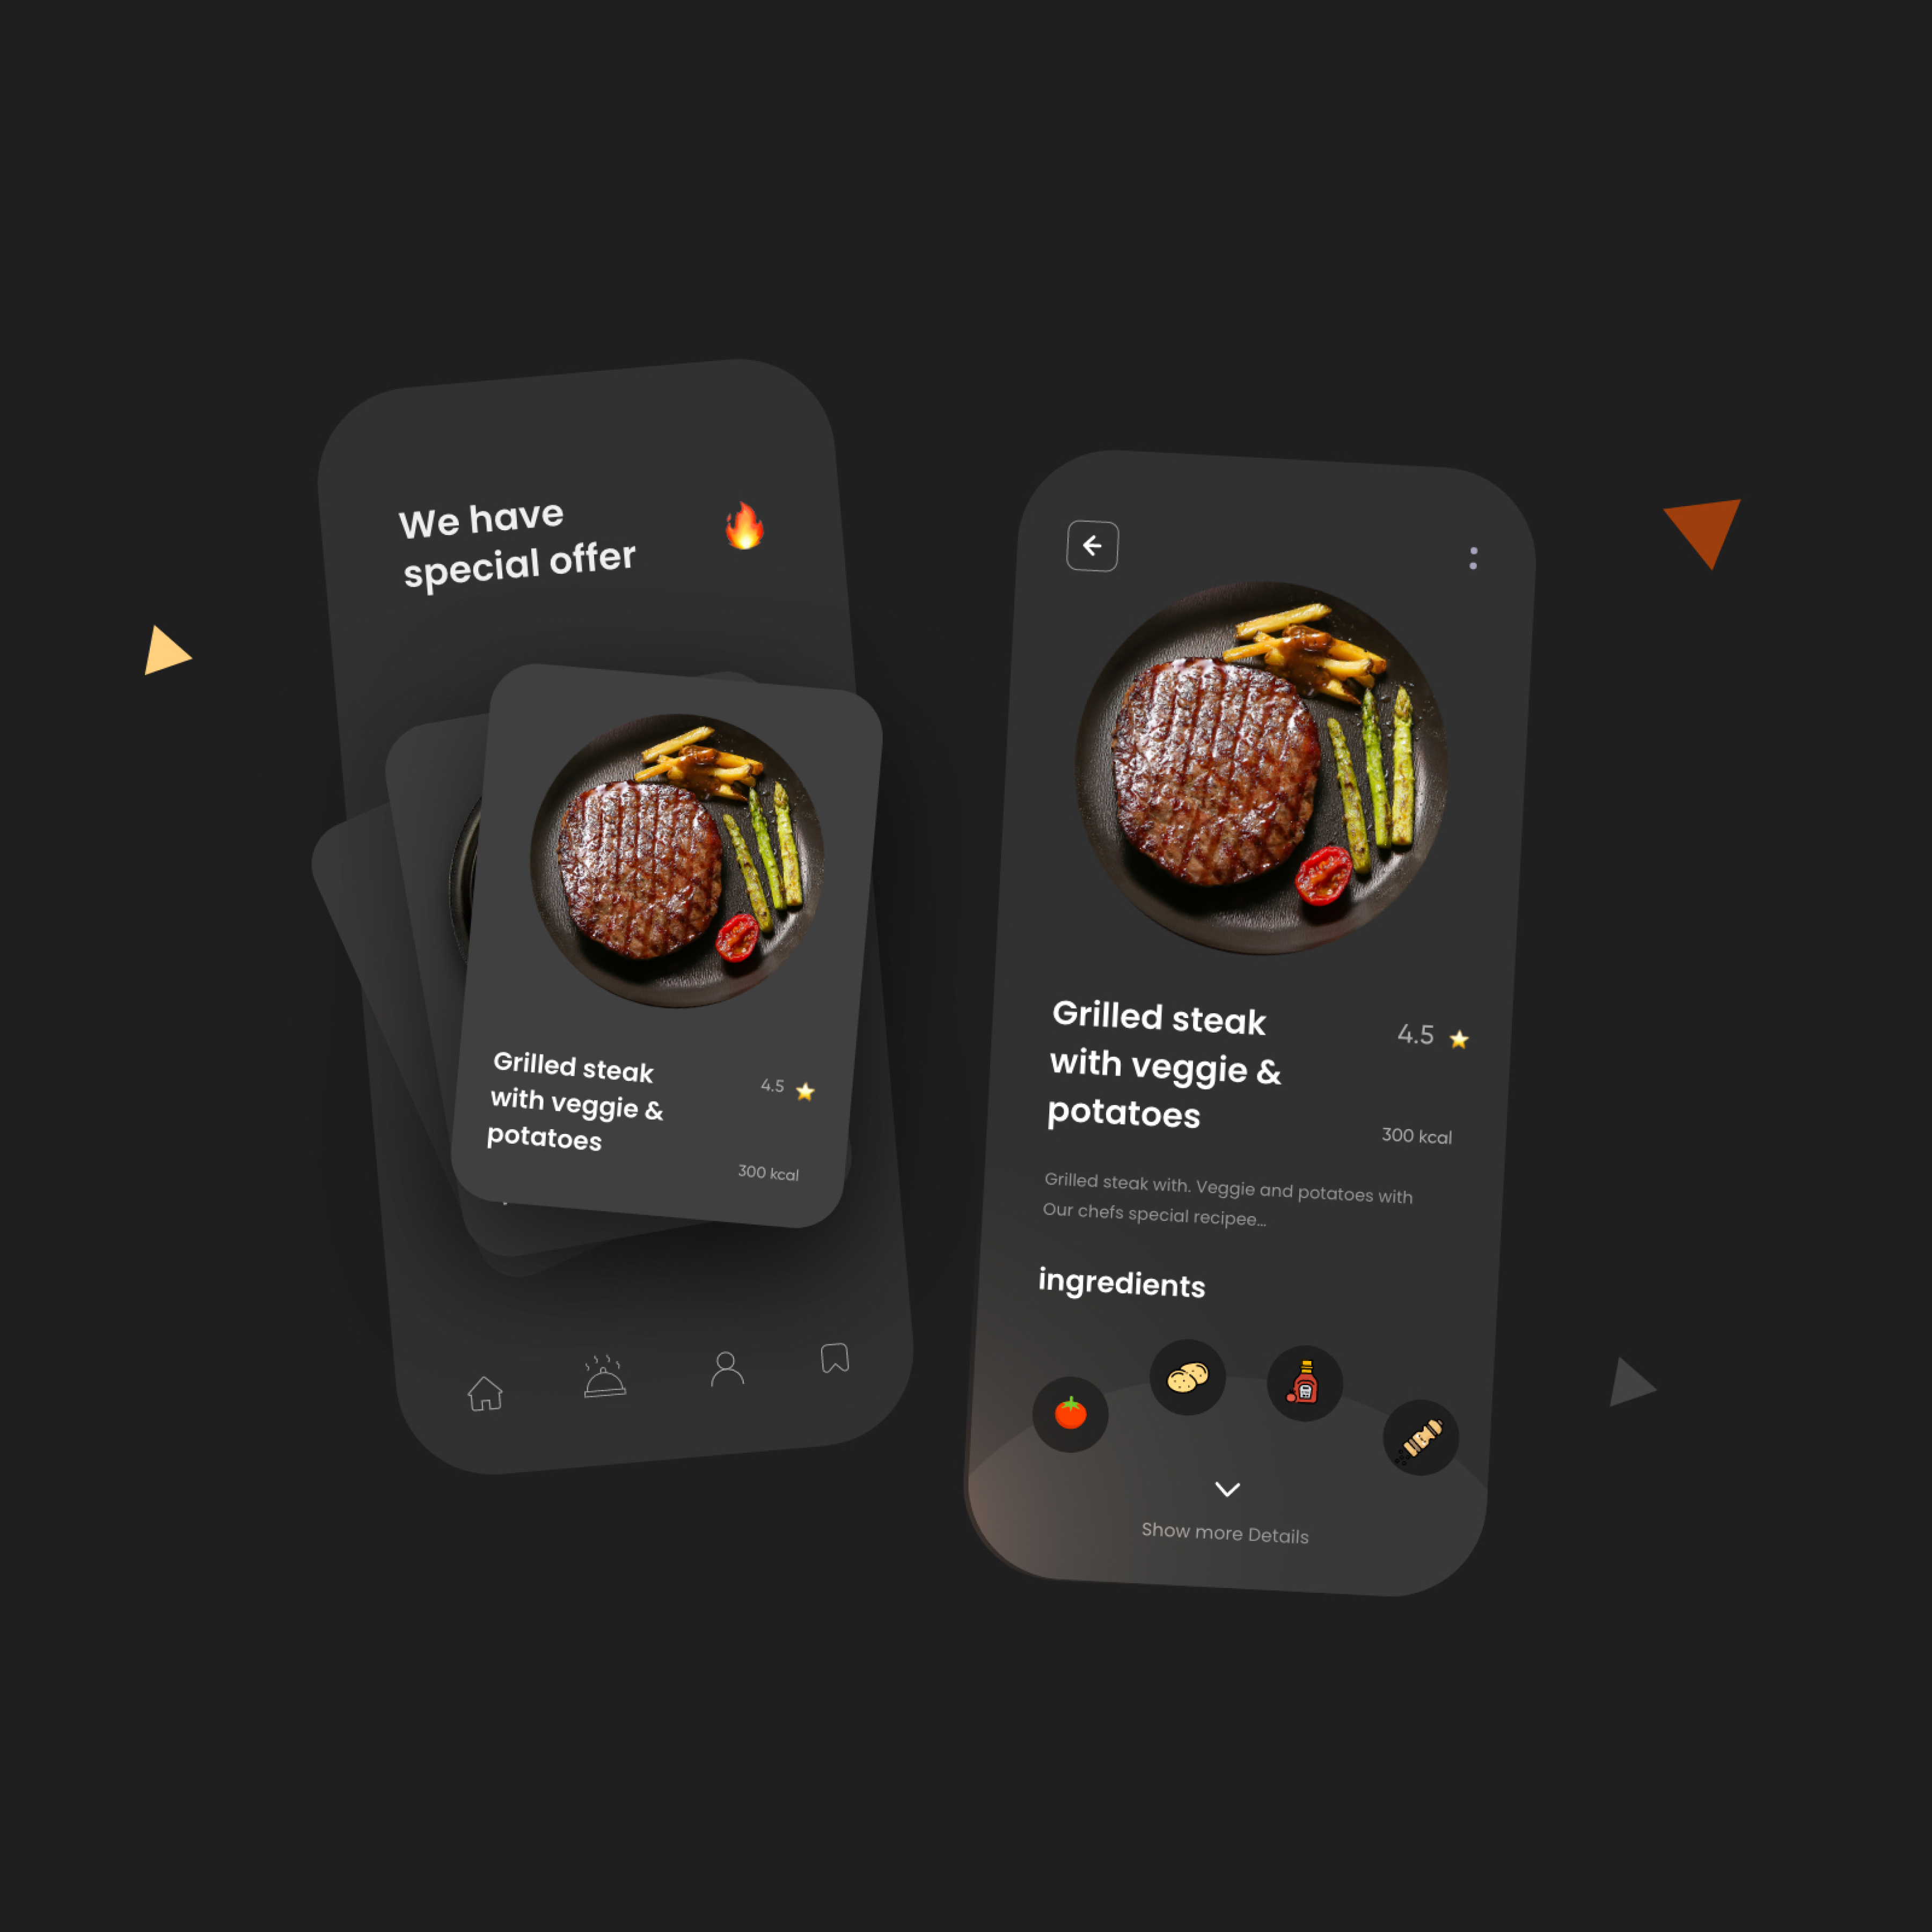 We have
special offer
Grilled steak
with veggie &
potatoes
4.5
300 kcal
Grilled steak
with veggie &
potatoes
4.5
300 kcal
Grilled steak with. Veggie and potatoes with
Our chefs special recipee...
ingredients
Show more Details